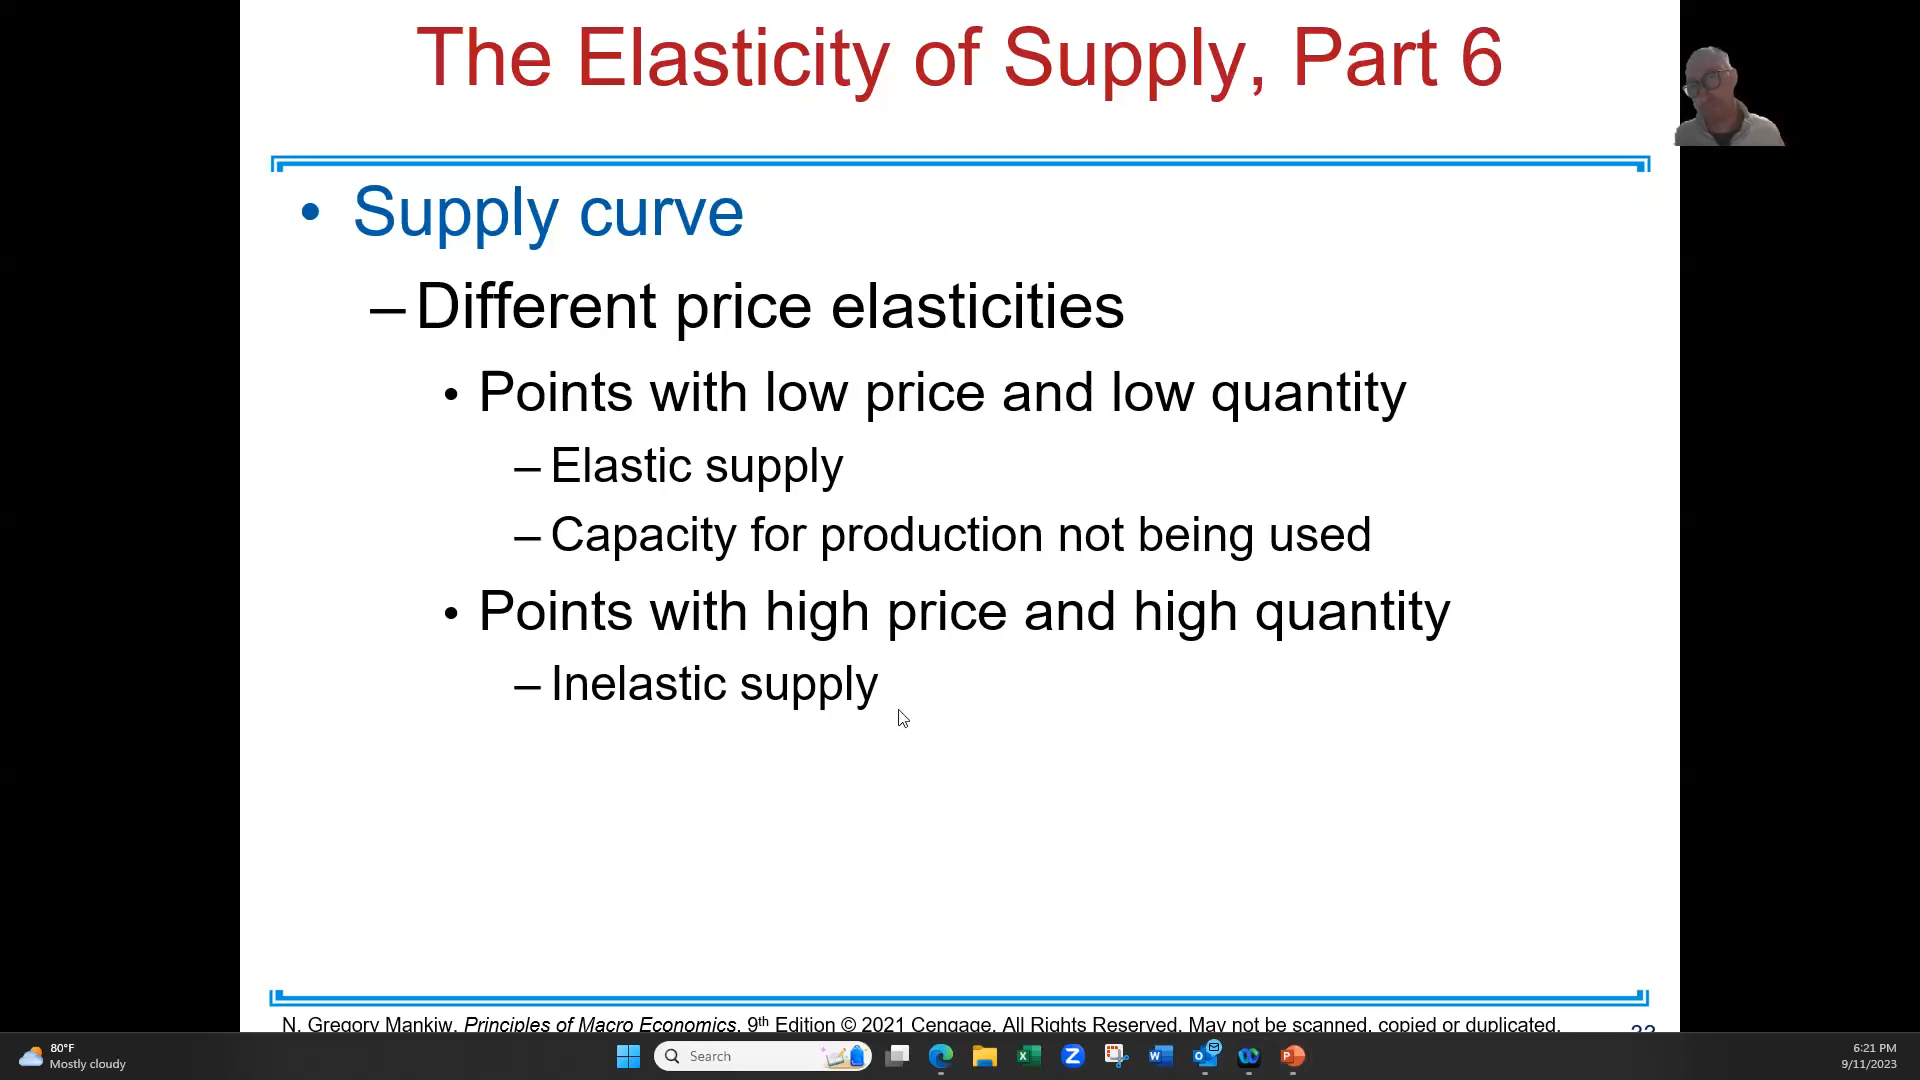 The Elasticity of Supply, Part 6
• Supply curve
– Different price elasticities
• Points with low price and low quantity
– Elastic supply
– Capacity for production not being used
• Points with high price and high quantity
– Inelastic supply
N. Gregory Mankiw, Principles of Macro Economics, 9th Edition © 2021 Cengage. All Rights Reserved. May not be scanned, copied or duplicated,
80°F
Mostly cloudy
Search
6:21 PM
9/11/2023